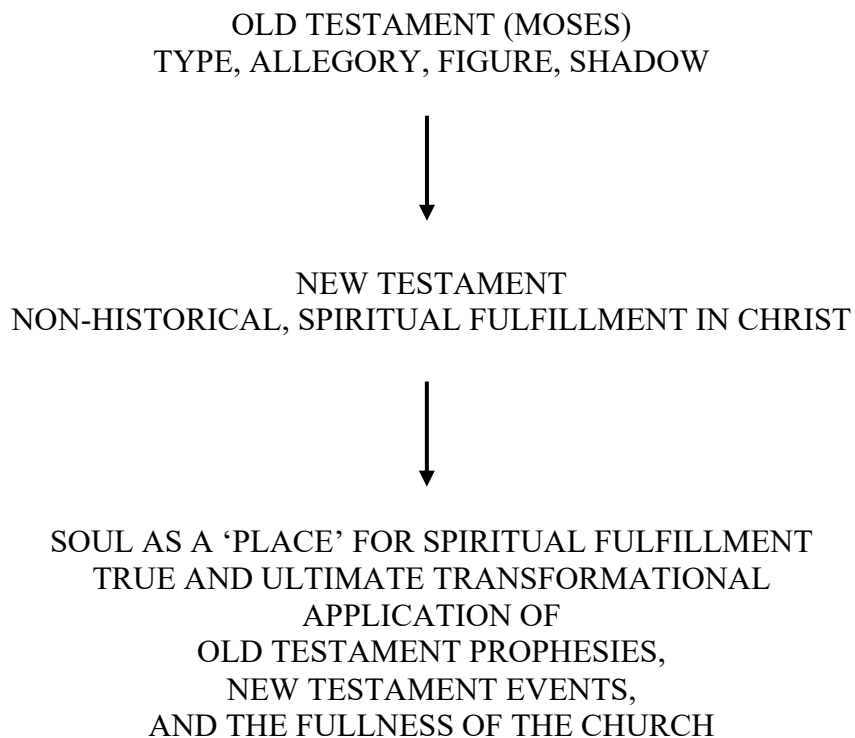 OLD TESTAMENT (MOSES)
TYPE, ALLEGORY, FIGURE, SHADOW
NEW TESTAMENT
NON-HISTORICAL, SPIRITUAL FULFILLMENT IN CHRIST
SOUL AS A ‘PLACE’ FOR SPIRITUAL FULFILLMENT
TRUE AND ULTIMATE TRANSFORMATIONAL
APPLICATION OF
OLD TESTAMENT PROPHESIES,
NEW TESTAMENT EVENTS,
AND THE FULLNESS OF THE CHURCH